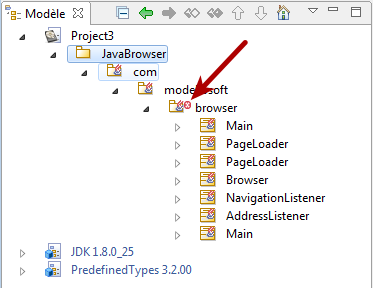 Modèle
Project3
JavaBrowser
com
modeliosoft
browser
Main
PageLoader
PageLoader
Browser
NavigationListener
AddressListener
Main
JDK 1.8.0_25
PredefinedTypes 3.2.00